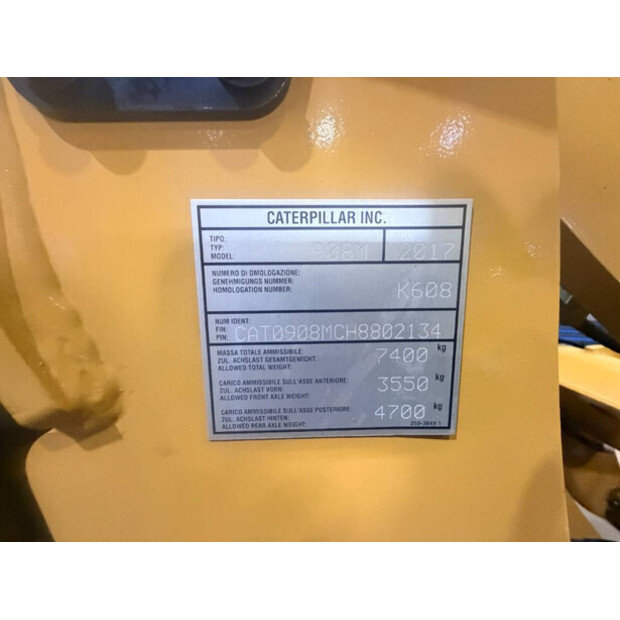 CATERPILLAR INC.
TIPO:
TYP: 908M 2017
MODEL:
NUMERO DI OMOLOGAZIONE:
GENEHMIGUNGS NUMMER: K608
HOMOLOGATION NUMBER:
NUM IDENT:
FIN: CAT0908MCH8802134
PIN:
MASSA TOTALE AMMISSIBILE: kg
ZUL. ACHSLAST GESAMTGEWICHT: 7400
ALLOWED TOTAL WEIGHT:
CARICO AMMISSIBILE SULL'ASSE ANTERIORE: kg
ZUL. ACHSLAST VORN: 3550
ALLOWED FRONT AXLE WEIGHT:
CARICO AMMISSIBILE SULL'ASSE POSTERIORE: kg
ZUL. ACHSLAST HINTEN: 4700
ALLOWED REAR AXLE WEIGHT: